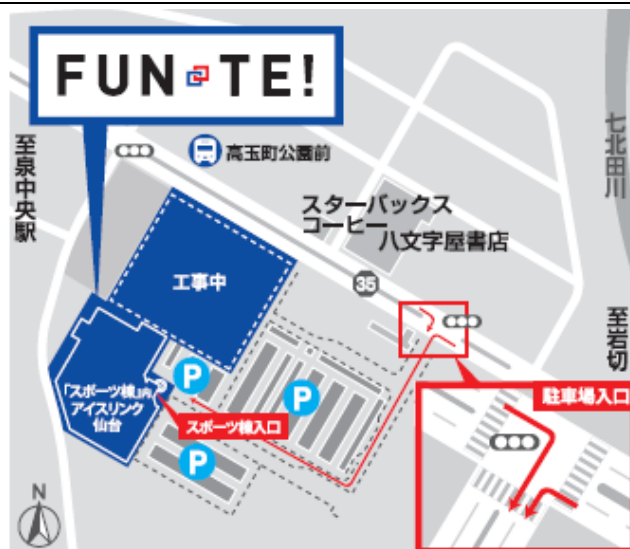 FUN TE!
至泉中央駅
高玉町公園前
七北田川
スターバックス
コーヒー
八文字屋書店
工事中
35
至岩切
駐車場入口
P
P
「スポーツ棟」内
アイスリンク
仙台
スポーツ棟入口
P
N